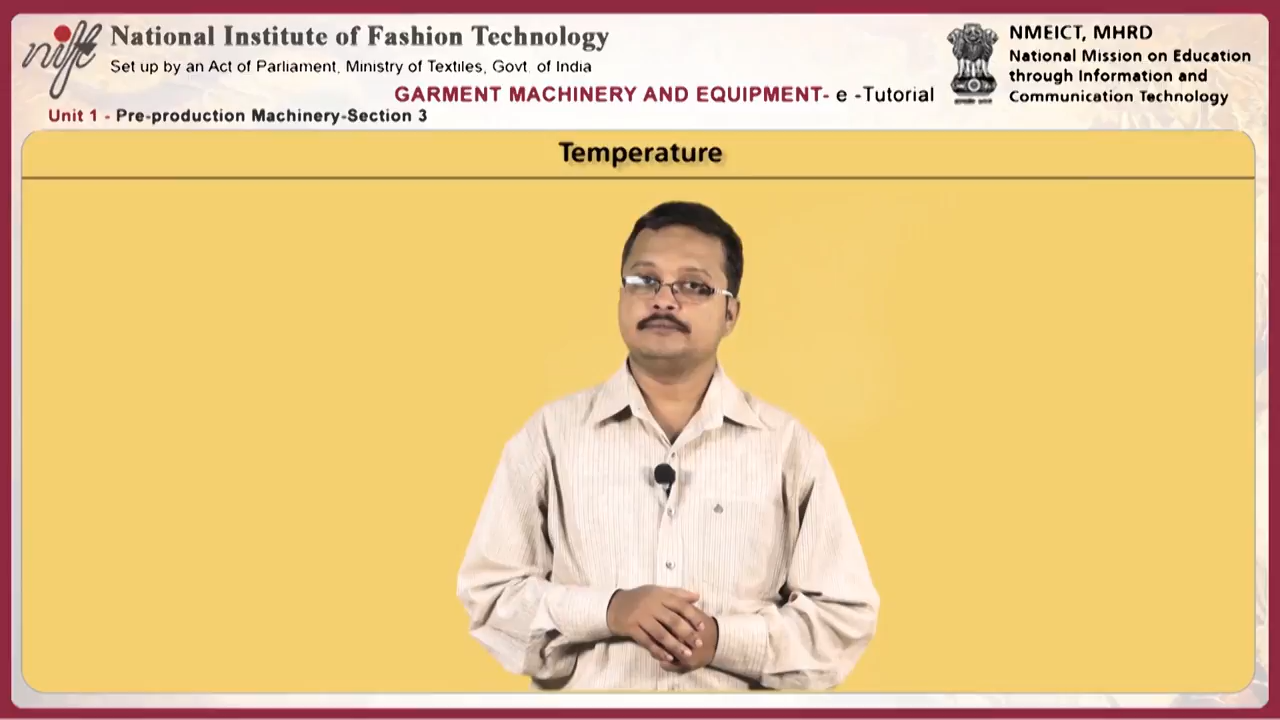 nift
National Institute of Fashion Technology
Set up by an Act of Parliament, Ministry of Textiles, Govt. of India
NMEICT, MHRD
National Mission on Education
through Information and
Communication Technology
GARMENT MACHINERY AND EQUIPMENT- e -Tutorial
Unit 1 - Pre-production Machinery-Section 3
Temperature